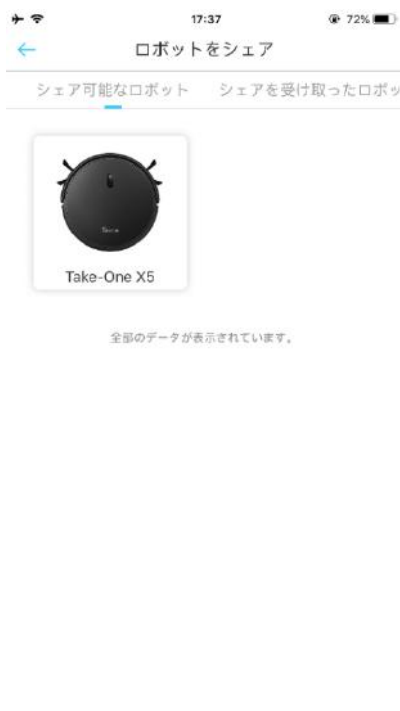 17:37
72%
ロボットをシェア
シェア可能なロボット
シェアを受け取ったロボッ
Take-One X5
全部のデータが表示されています。